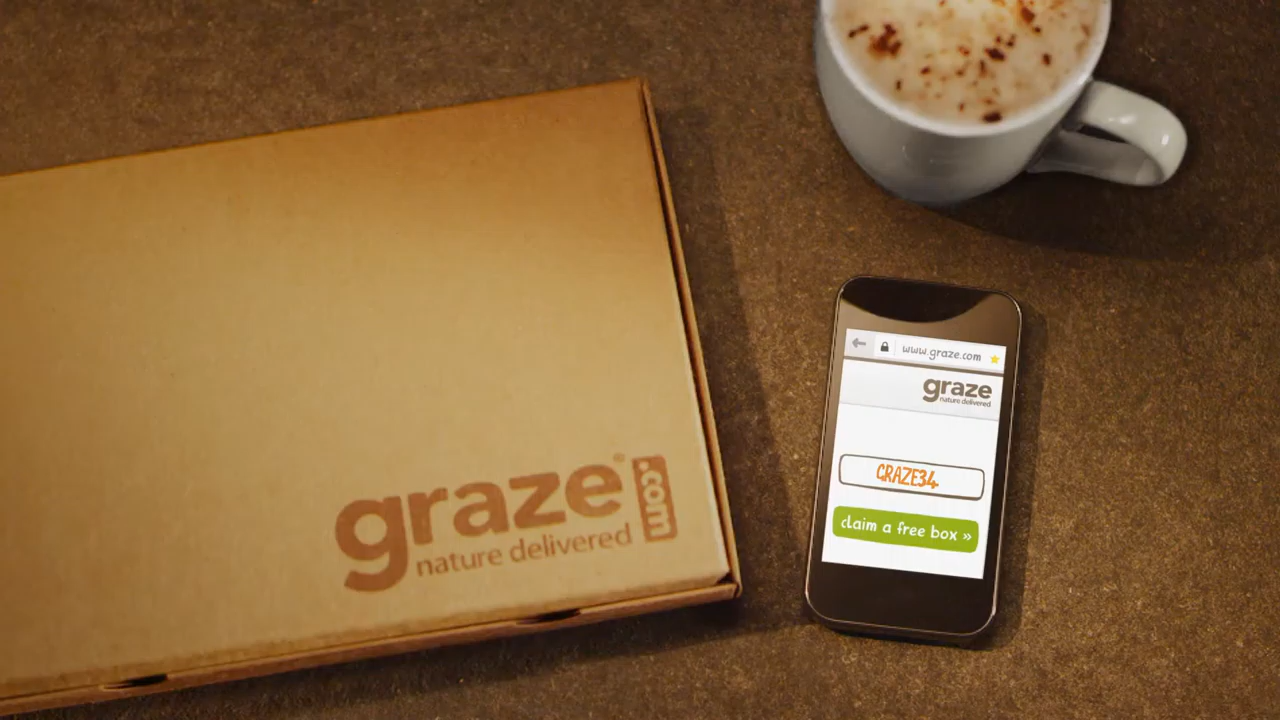 graze®
.com
nature delivered
www.graze.com
graze
nature delivered
GRAZE34
claim a free box »